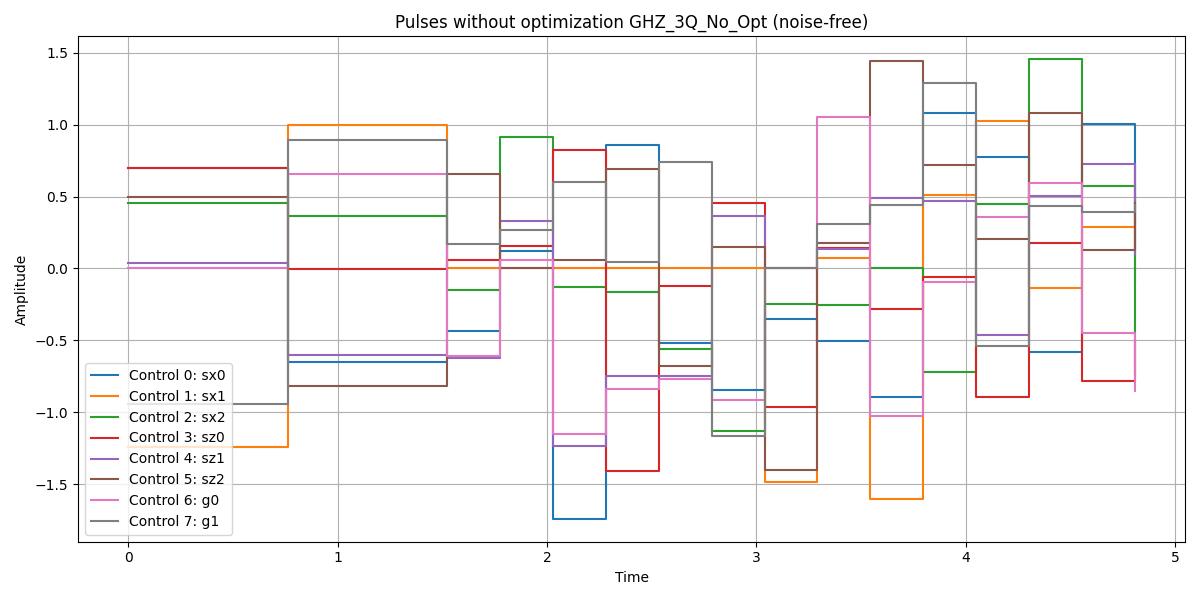 Pulses without optimization GHZ_3Q_No_Opt (noise-free)
Amplitude
1.5
1.0
0.5
0.0
−0.5
−1.0
−1.5
Control 0: sx0
Control 1: sx1
Control 2: sx2
Control 3: sz0
Control 4: sz1
Control 5: sz2
Control 6: g0
Control 7: g1
0 1 2 3 4 5
Time